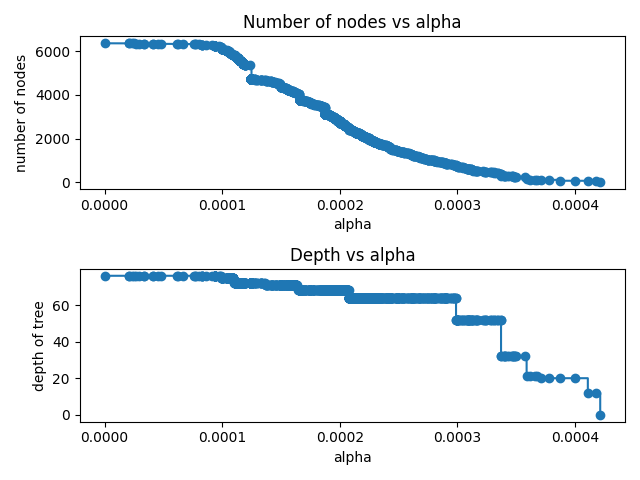 Number of nodes vs alpha
number of nodes
6000
4000
2000
0
0.0000 0.0001 0.0002 0.0003 0.0004
alpha
Depth vs alpha
depth of tree
60
40
20
0
0.0000 0.0001 0.0002 0.0003 0.0004
alpha